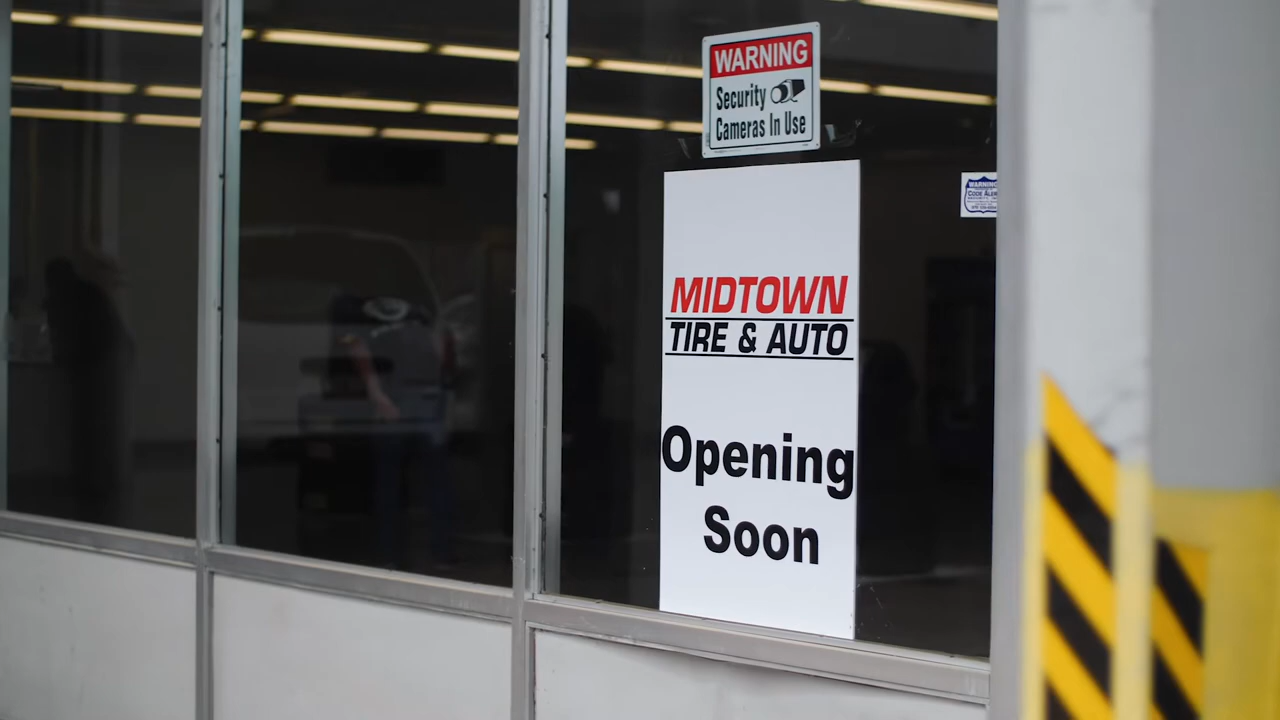 WARNING
Security
Cameras In Use
MIDTOWN
TIRE & AUTO
Opening
Soon
WARNING